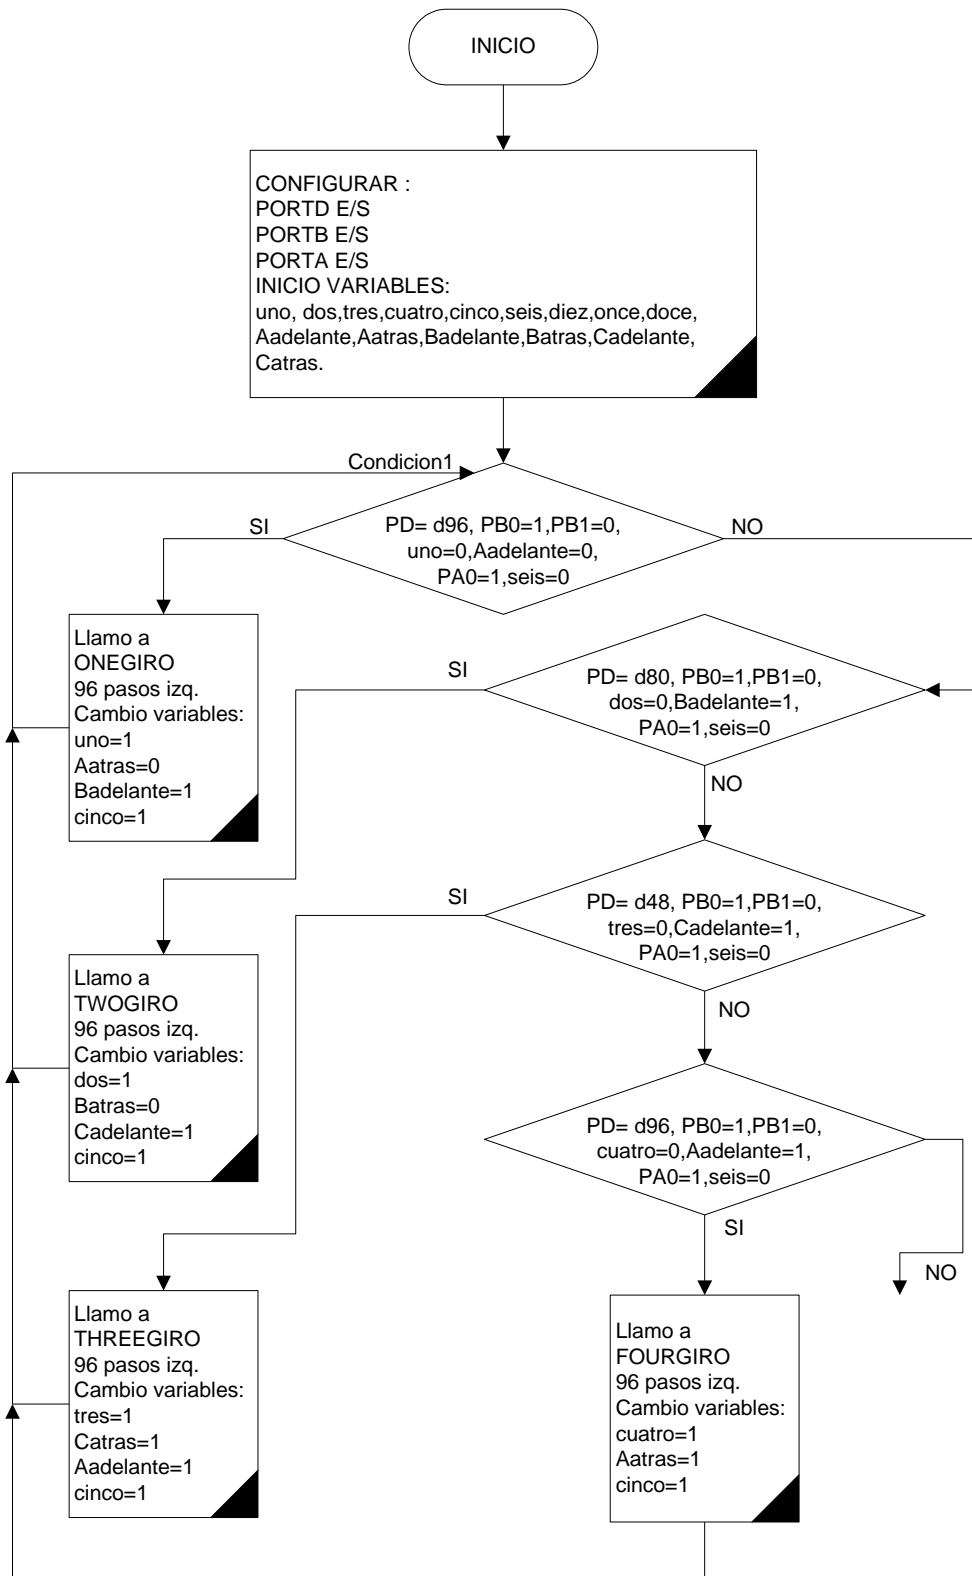 INICIO
CONFIGURAR :
PORTD E/S
PORTB E/S
PORTA E/S
INICIO VARIABLES:
uno, dos,tres,cuatro,cinco,seis,diez,once,doce,
Aadelante,Aatras,Badelante,Batras,Cadelante,
Catras.
Condicion1
SI
PD= d96, PB0=1,PB1=0,
uno=0,Aadelante=0,
PA0=1,seis=0
NO
Llamo a
ONEGIRO
96 pasos izq.
Cambio variables:
uno=1
Aatras=0
Badelante=1
cinco=1
SI
PD= d80, PB0=1,PB1=0,
dos=0,Badelante=1,
PA0=1,seis=0
NO
SI
PD= d48, PB0=1,PB1=0,
tres=0,Cadelante=1,
PA0=1,seis=0
NO
Llamo a
TWOGIRO
96 pasos izq.
Cambio variables:
dos=1
Batras=0
Cadelante=1
cinco=1
PD= d96, PB0=1,PB1=0,
cuatro=0,Aadelante=1,
PA0=1,seis=0
SI
NO
Llamo a
THREEGIRO
96 pasos izq.
Cambio variables:
tres=1
Catras=1
Aadelante=1
cinco=1
Llamo a
FOURGIRO
96 pasos izq.
Cambio variables:
cuatro=1
Aatras=1
cinco=1